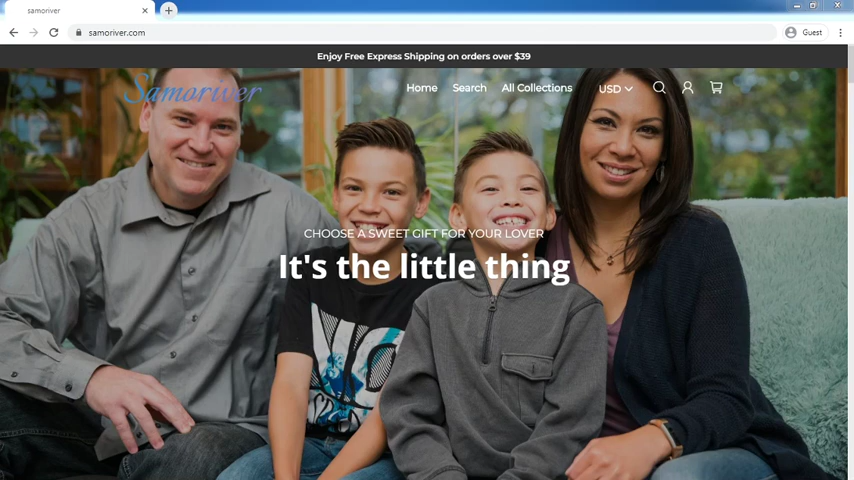 samoriver
samoriver.com
Guest
Enjoy Free Express Shipping on orders over $39
Samoriver
Home Search All Collections USD
CHOOSE A SWEET GIFT FOR YOUR LOVER
It's the little thing